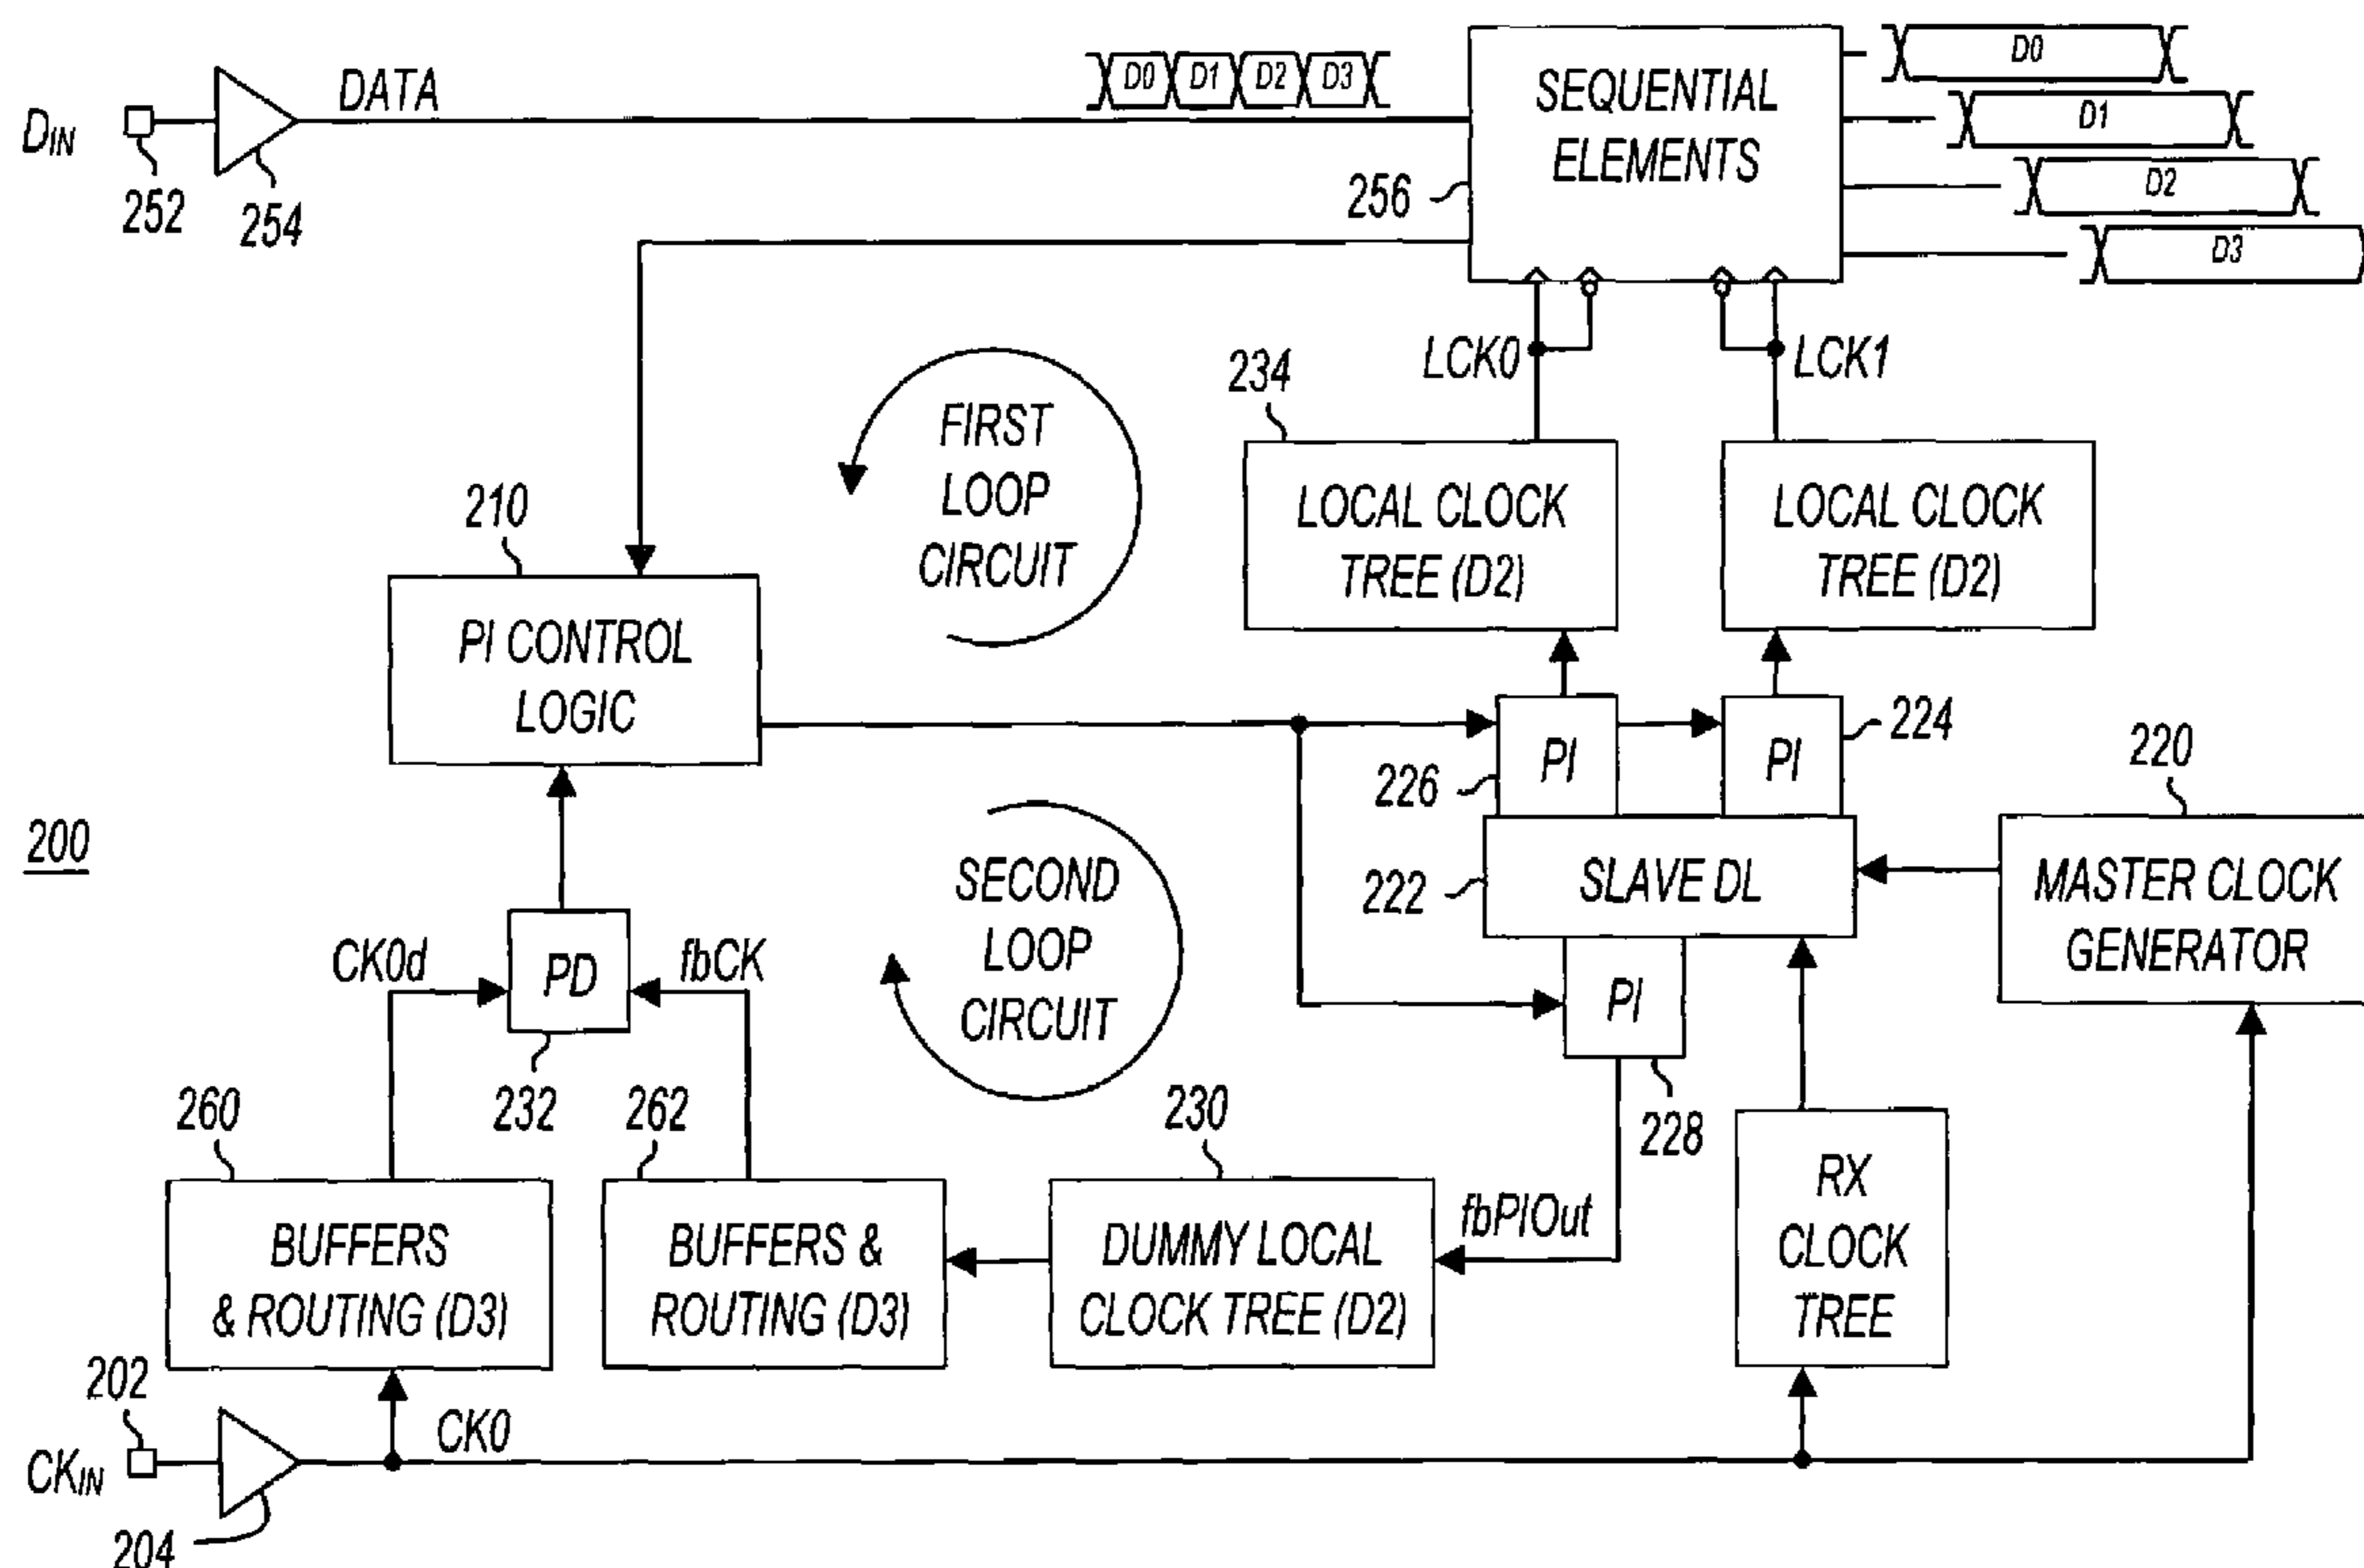 D0
D0 D1 D2 D3
SEQUENTIAL
ELEMENTS
DATA
D1
DIN
D2
252
254
256
D3
LCK0
LCK1
234
FIRST
LOOP
CIRCUIT
LOCAL CLOCK
TREE (D2)
LOCAL CLOCK
TREE (D2)
210
PI CONTROL
LOGIC
PI
226
PI
224
220
200
SECOND
LOOP
CIRCUIT
222
SLAVE DL
MASTER CLOCK
GENERATOR
CK0d
PD
fbCK
PI
232
228
260
262
230
BUFFERS
& ROUTING (D3)
BUFFERS &
ROUTING (D3)
DUMMY LOCAL
CLOCK TREE (D2)
fbPIOut
RX
CLOCK
TREE
202
CK0
CKIN
204